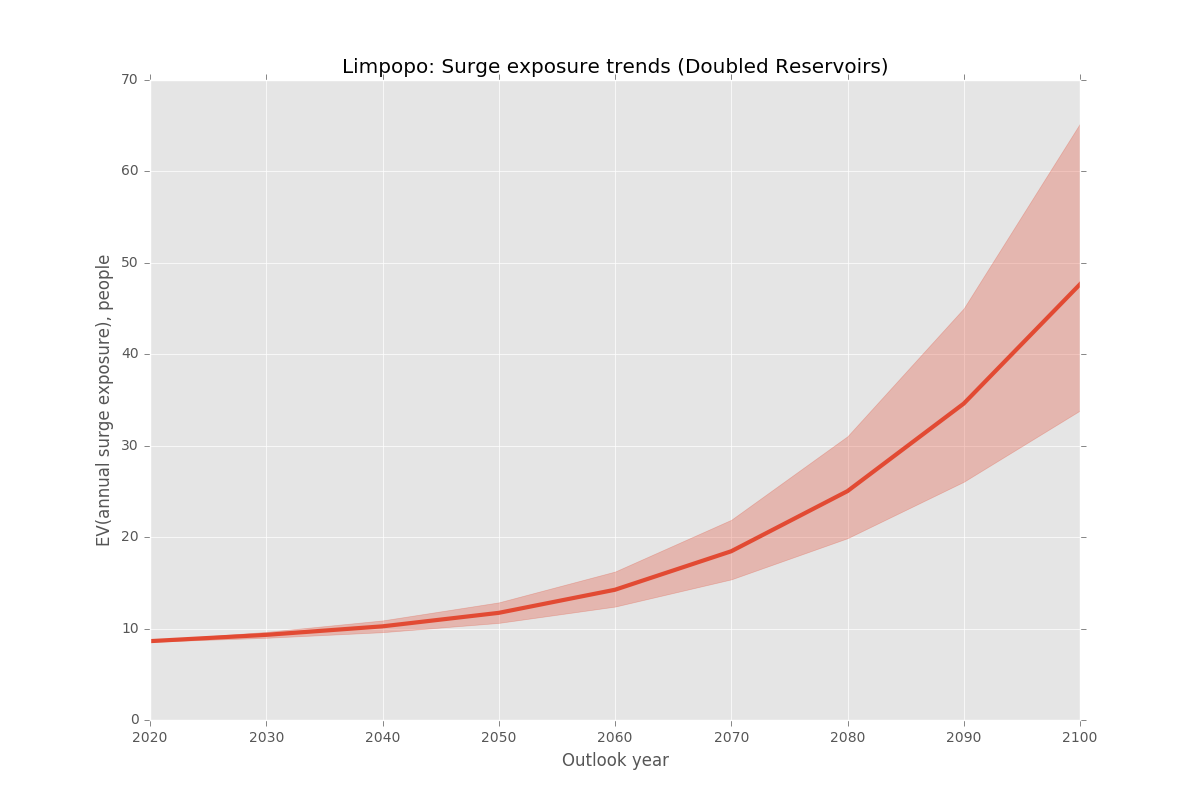 Limpopo: Surge exposure trends (Doubled Reservoirs)
70
60
50
40
30
20
10
0
EV(annual surge exposure), people
2020 2030 2040 2050 2060 2070 2080 2090 2100
Outlook year